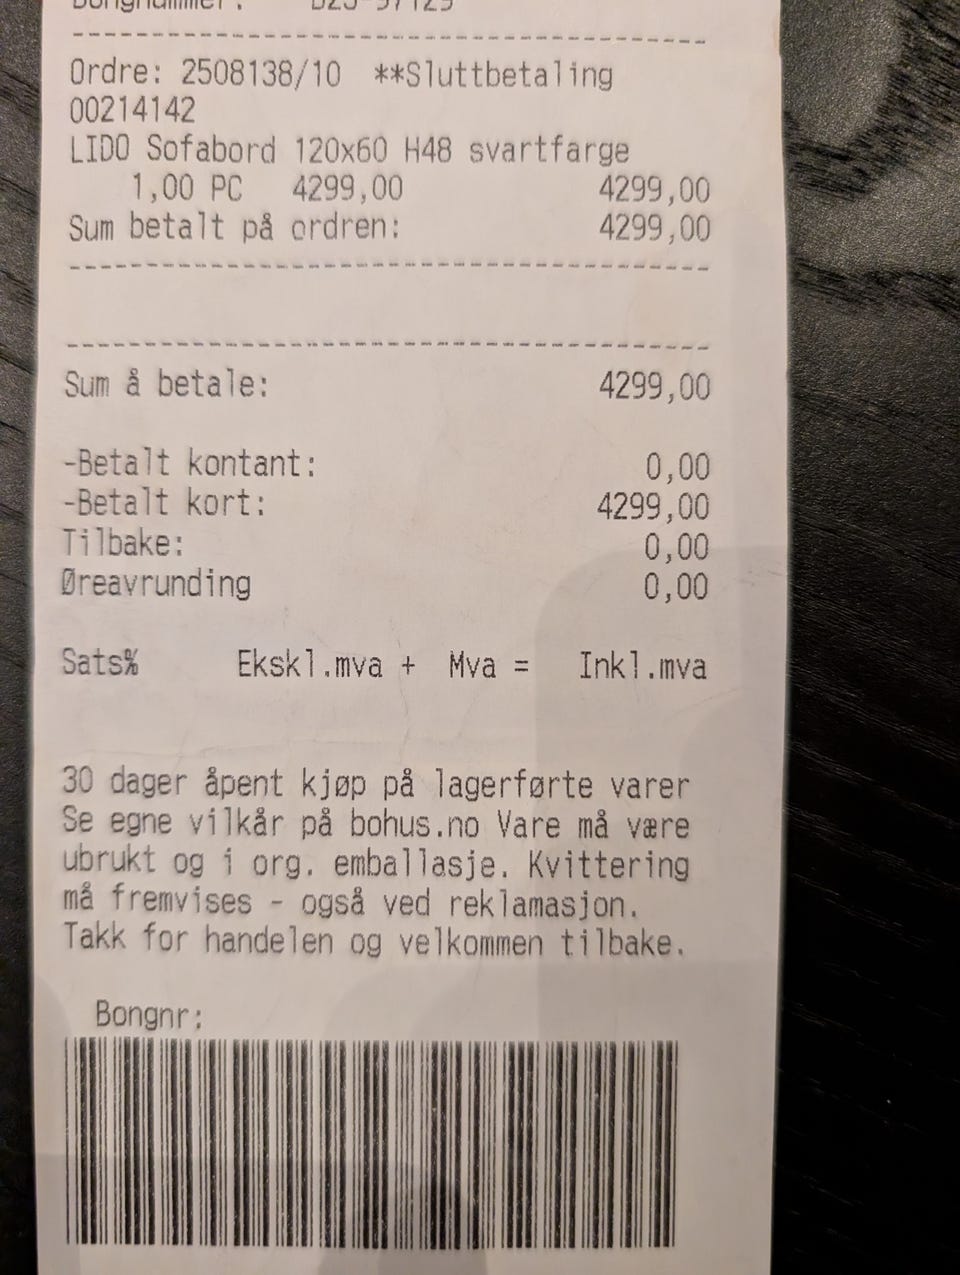 ------------------------------------------
Ordre: 2508138/10 **Sluttbetaling
00214142
LIDO Sofabord 120x60 H48 svartfarge
1,00 PC 4299,00 4299,00
Sum betalt på ordren: 4299,00
------------------------------------------
------------------------------------------
Sum å betale: 4299,00
-Betalt kontant: 0,00
-Betalt kort: 4299,00
Tilbake: 0,00
Øreavrunding 0,00
Sats% Ekskl.mva + Mva = Inkl.mva
30 dager åpent kjøp på lagerførte varer
Se egne vilkår på bohus.no Vare må være
ubrukt og i org. emballasje. Kvittering
må fremvises - også ved reklamasjon.
Takk for handelen og velkommen tilbake.
Bongnr: